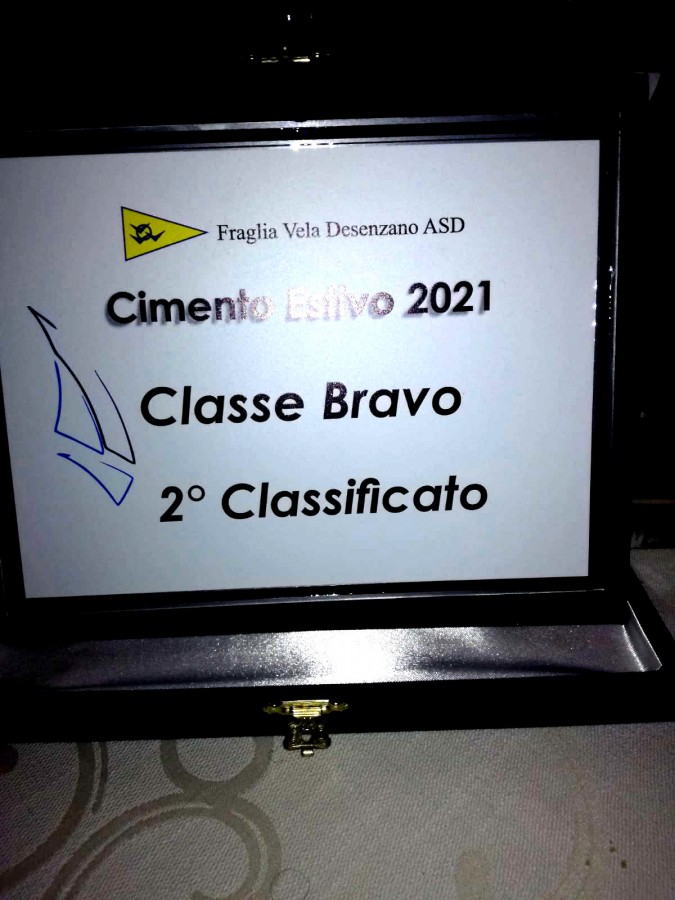 Fraglia Vela Desenzano ASD
Cimento Estivo 2021
Classe Bravo
2° Classificato